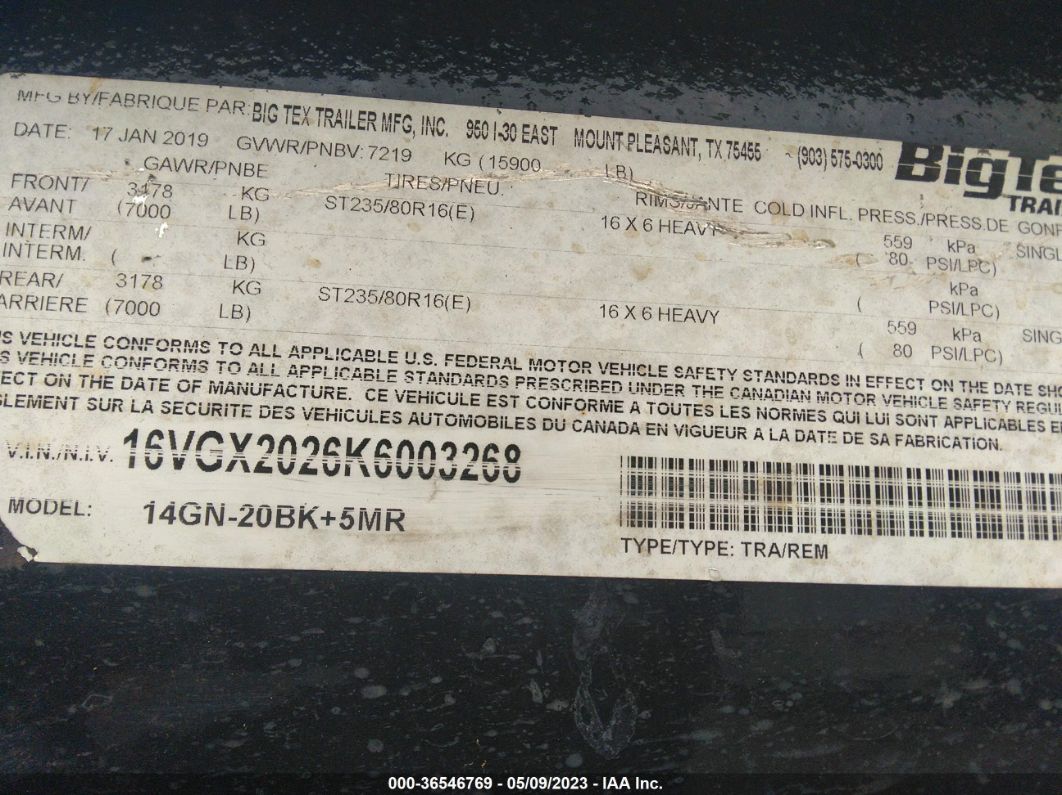 MFG BY/FABRIQUE PAR: BIG TEX TRAILER MFG, INC. 950 I-30 EAST MOUNT PLEASANT, TX 75455 (903) 575-0300 BigTe
TRAI
DATE: 17 JAN 2019 GVWR/PNBV: 7219 KG (15900 LB)
GAWR/PNBE TIRES/PNEU. RIMS/JANTE COLD INFL. PRESS./PRESS.DE GONF
FRONT/ 3178 KG ST235/80R16(E) 16 X 6 HEAVY 559 kPa SINGL
AVANT (7000 LB) ( 80 PSI/LPC)
INTERM/ KG kPa
INTERM. ( LB) ( PSI/LPC)
REAR/ 3178 KG ST235/80R16(E) 16 X 6 HEAVY 559 kPa SING
ARRIERE (7000 LB) ( 80 PSI/LPC)
S VEHICLE CONFORMS TO ALL APPLICABLE U.S. FEDERAL MOTOR VEHICLE SAFETY STANDARDS IN EFFECT ON THE DATE SHO
S VEHICLE CONFORMS TO ALL APPLICABLE STANDARDS PRESCRIBED UNDER THE CANADIAN MOTOR VEHICLE SAFETY REGU
ECT ON THE DATE OF MANUFACTURE. CE VEHICULE EST CONFORME A TOUTES LES NORMES QUI LUI SONT APPLICABLES E
GLEMENT SUR LA SECURITE DES VEHICULES AUTOMOBILES DU CANADA EN VIGUEUR A LA DATE DE SA FABRICATION.
V.I.N./N.I.V. 16VGX2026K6003268
MODEL: 14GN-20BK+5MR
TYPE/TYPE: TRA/REM
000-36546769 - 05/09/2023 - IAA Inc.